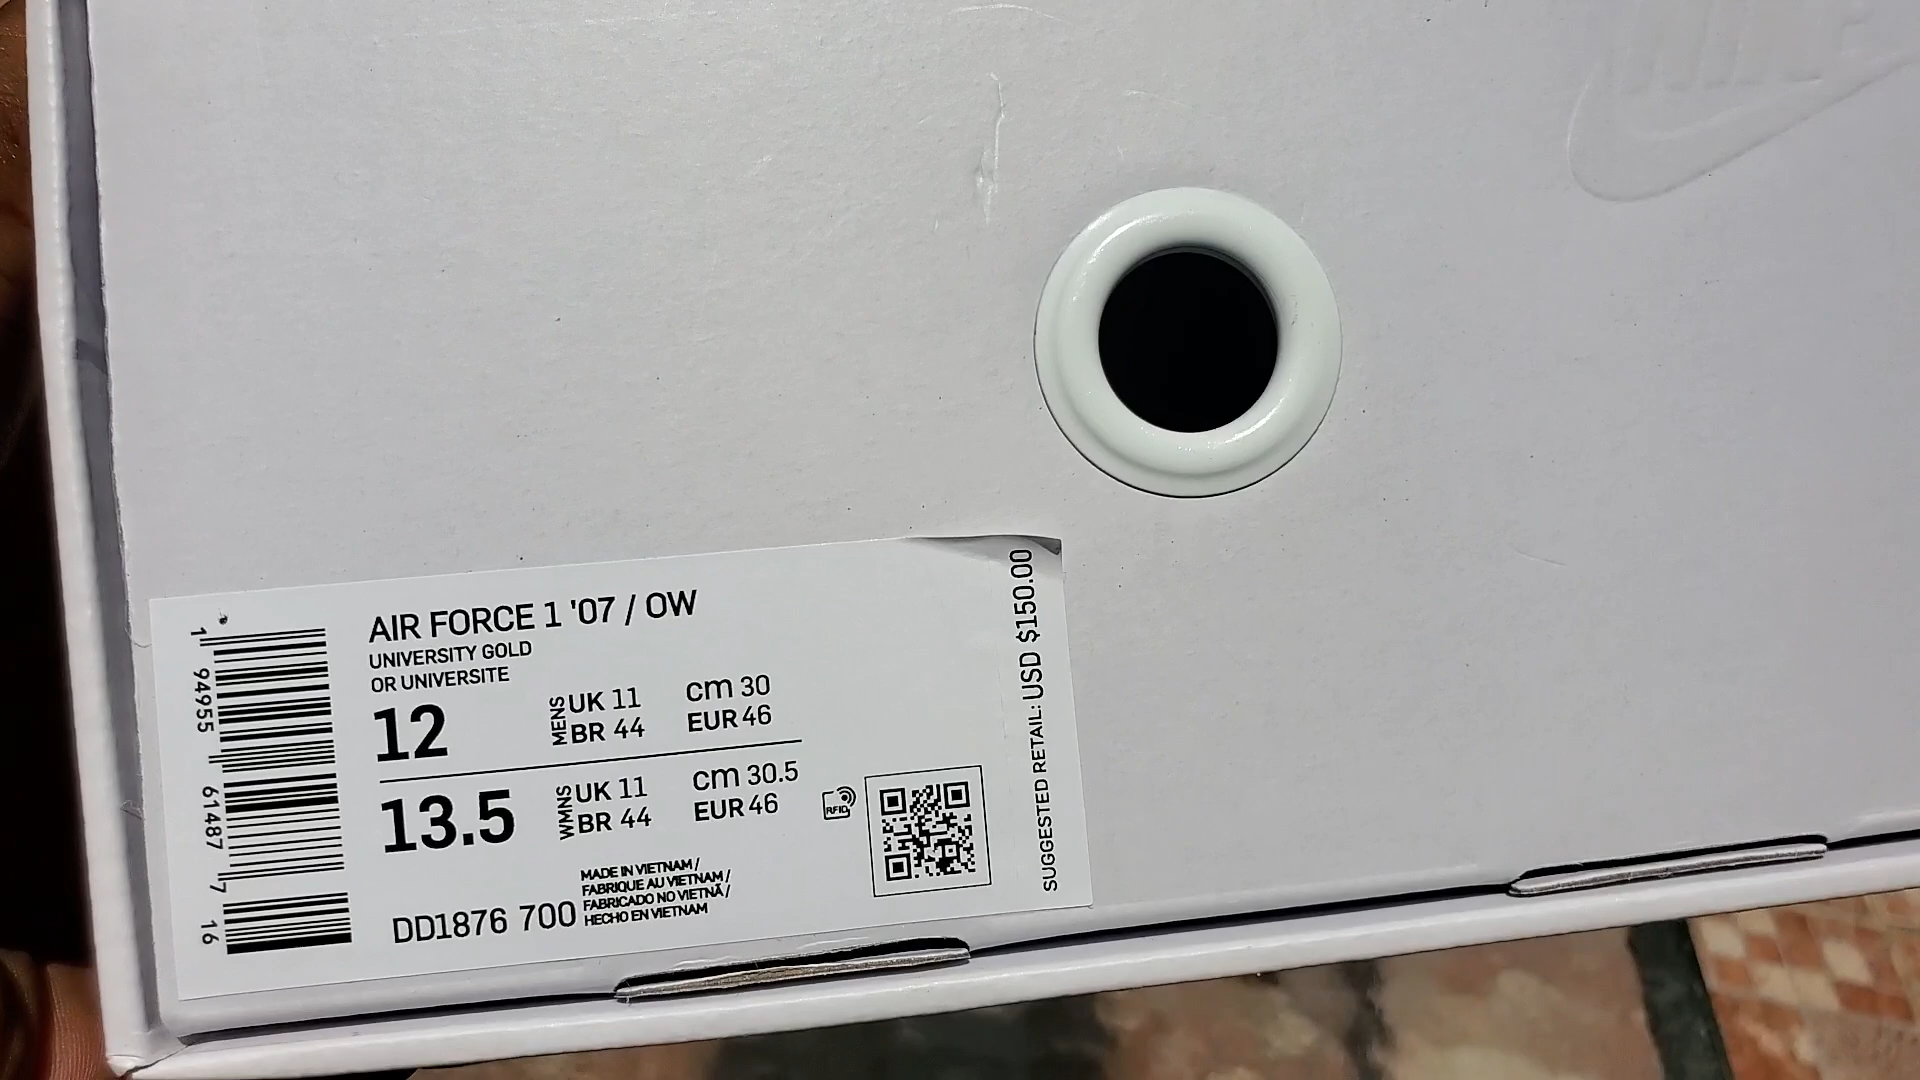 AIR FORCE 1 '07 / OW
UNIVERSITY GOLD
OR UNIVERSITE
12
MENS
UK 11
BR 44
cm 30
EUR 46
13.5
WMNS
UK 11
BR 44
cm 30.5
EUR 46
RFID
DD1876 700
MADE IN VIETNAM /
FABRIQUE AU VIETNAM /
FABRICADO NO VIETNÃ /
HECHO EN VIETNAM
SUGGESTED RETAIL: USD $150.00
1 94955 61487 7 16
NIKE